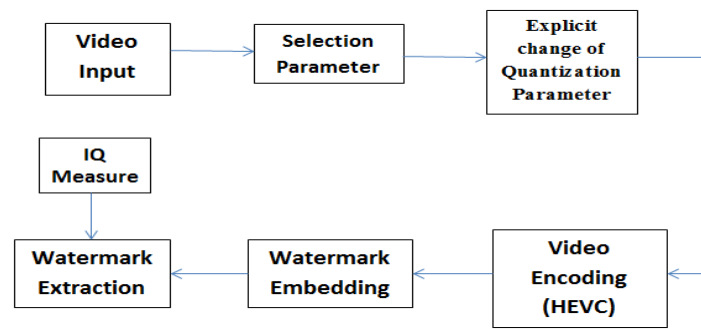 Video
Input
Selection
Parameter
Explicit
change of
Quantization
Parameter
IQ
Measure
Watermark
Extraction
Watermark
Embedding
Video
Encoding
(HEVC)